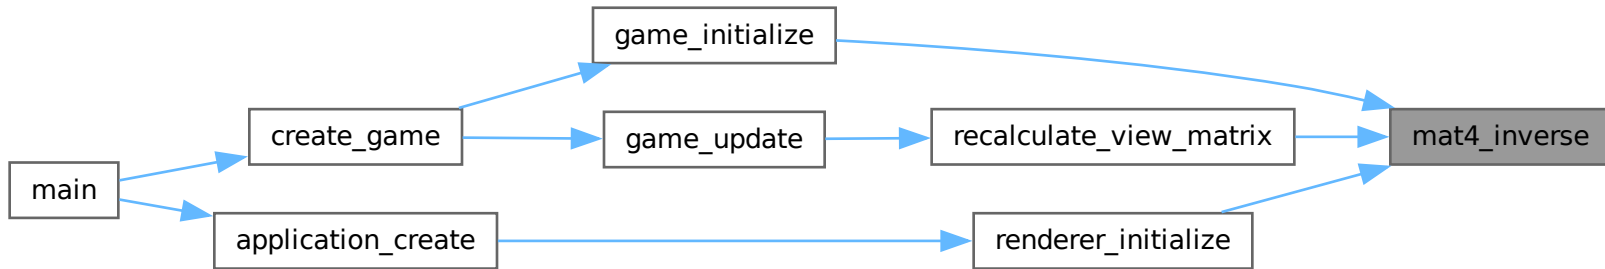 game_initialize
create_game
game_update
recalculate_view_matrix
mat4_inverse
main
application_create
renderer_initialize